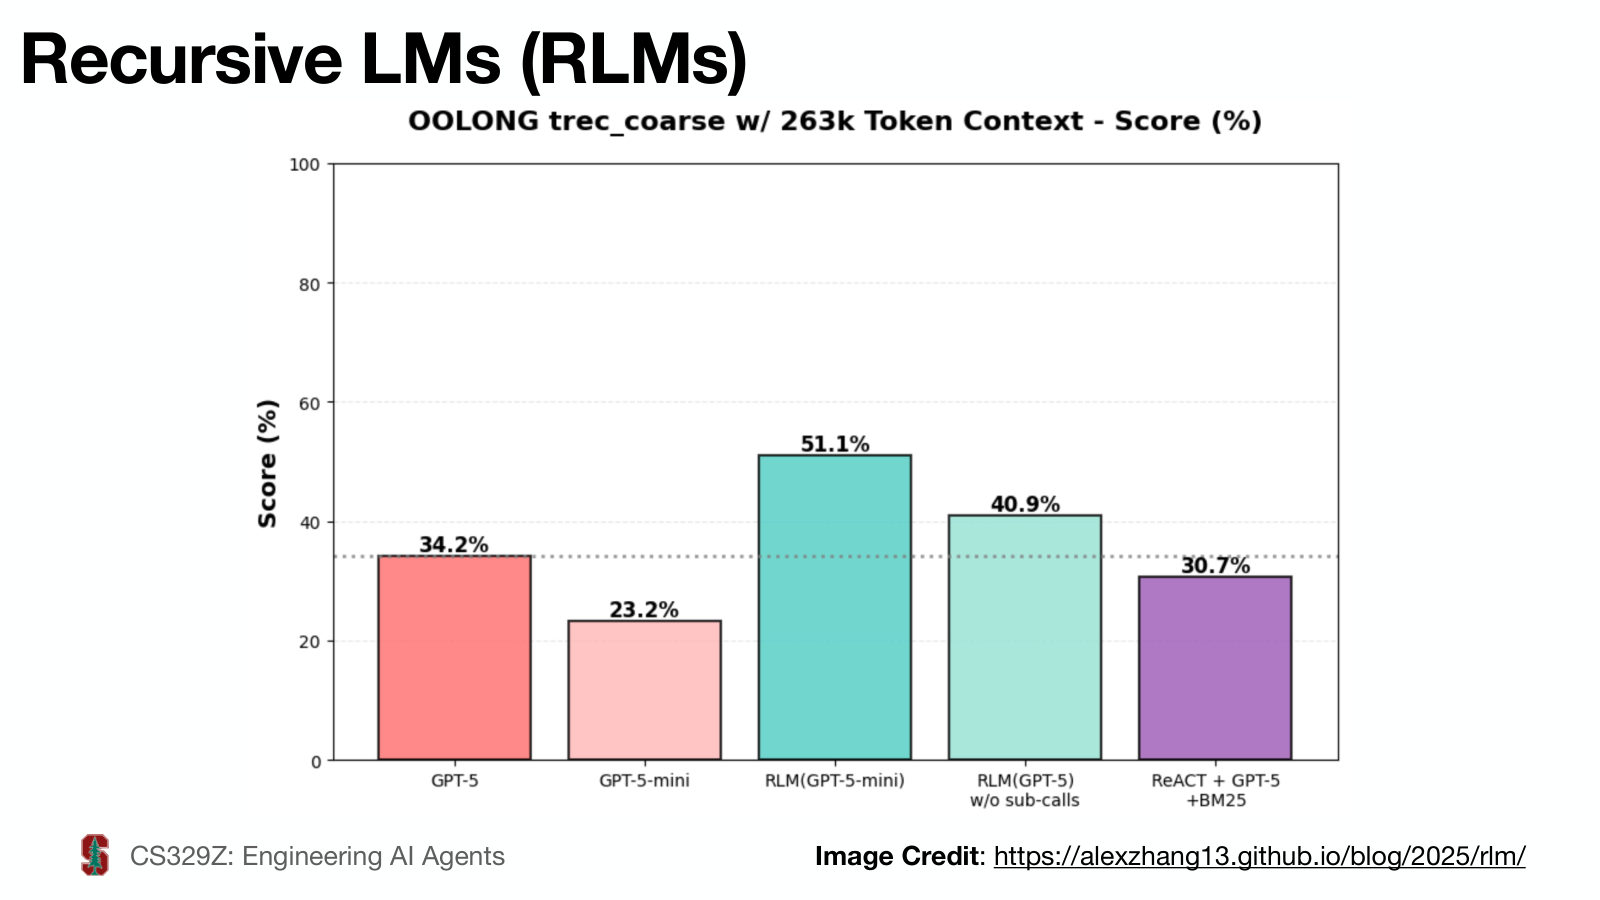 Recursive LMs (RLMs)
OOLONG trec_coarse w/ 263k Token Context - Score (%)
100
80
60
40
20
0
Score (%)
34.2%
23.2%
51.1%
40.9%
30.7%
GPT-5
GPT-5-mini
RLM(GPT-5-mini)
RLM(GPT-5)
w/o sub-calls
ReACT + GPT-5
+BM25
CS329Z: Engineering AI Agents
Image Credit: https://alexzhang13.github.io/blog/2025/rlm/